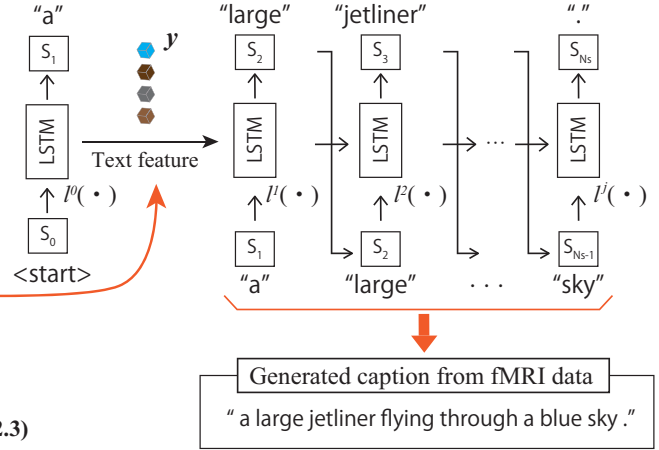 "a" "large" "jetliner" "."
S1 y S2 S3 SNs
LSTM Text feature LSTM LSTM ... LSTM
l0(·) l1(·) l2(·) lj(·)
S0 S1 S2 SNs-1
<start> "a" "large" ... "sky"
Generated caption from fMRI data
" a large jetliner flying through a blue sky ."
2.3)